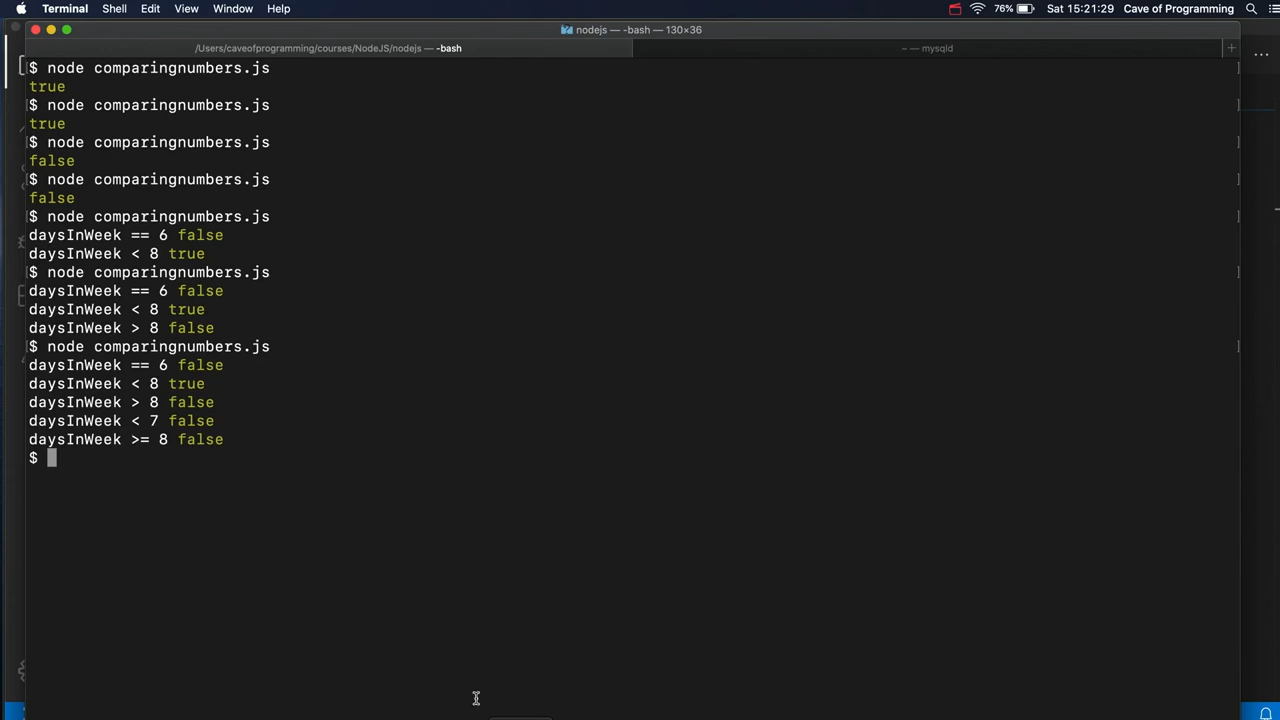 Terminal Shell Edit View Window Help 76% Sat 15:21:29 Cave of Programming
nodejs — -bash — 130×36
/Users/caveofprogramming/courses/NodeJS/nodejs — -bash ~ — mysqld +
$ node comparingnumbers.js
true
$ node comparingnumbers.js
true
$ node comparingnumbers.js
false
$ node comparingnumbers.js
false
$ node comparingnumbers.js
daysInWeek == 6 false
daysInWeek < 8 true
$ node comparingnumbers.js
daysInWeek == 6 false
daysInWeek < 8 true
daysInWeek > 8 false
$ node comparingnumbers.js
daysInWeek == 6 false
daysInWeek < 8 true
daysInWeek > 8 false
daysInWeek < 7 false
daysInWeek >= 8 false
$